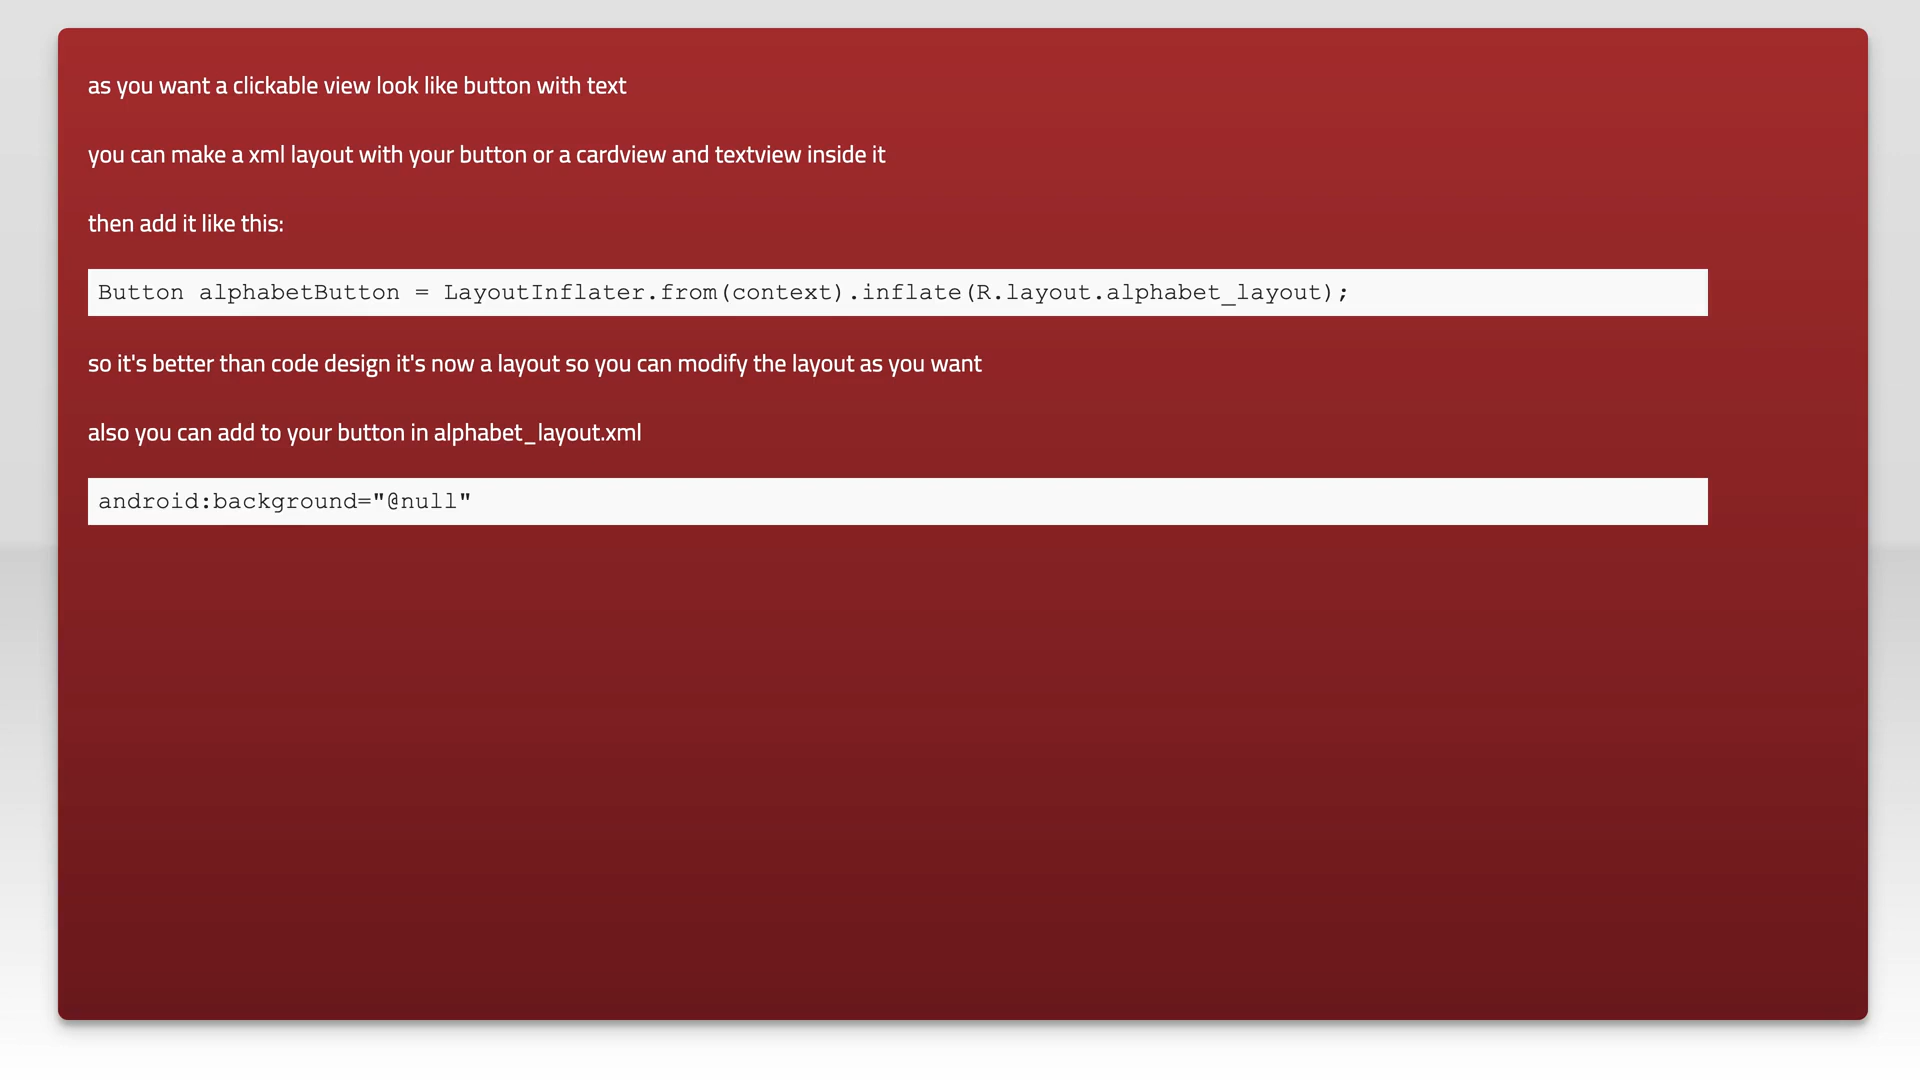 as you want a clickable view look like button with text
you can make a xml layout with your button or a cardview and textview inside it
then add it like this:
Button alphabetButton = LayoutInflater.from(context).inflate(R.layout.alphabet_layout);
so it's better than code design it's now a layout so you can modify the layout as you want
also you can add to your button in alphabet_layout.xml
android:background="@null"